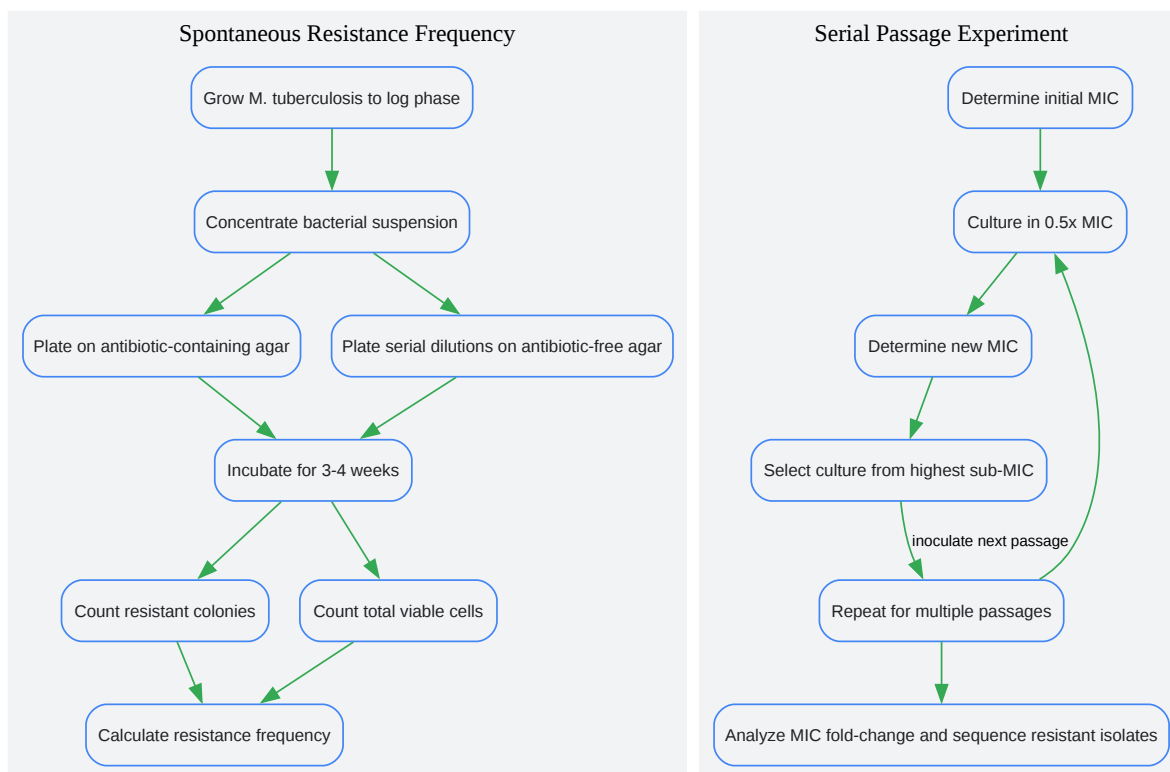 Spontaneous Resistance Frequency
Grow M. tuberculosis to log phase
Concentrate bacterial suspension
Plate on antibiotic-containing agar
Plate serial dilutions on antibiotic-free agar
Incubate for 3-4 weeks
Count resistant colonies
Count total viable cells
Calculate resistance frequency
Serial Passage Experiment
Determine initial MIC
Culture in 0.5x MIC
Determine new MIC
Select culture from highest sub-MIC
inoculate next passage
Repeat for multiple passages
Analyze MIC fold-change and sequence resistant isolates